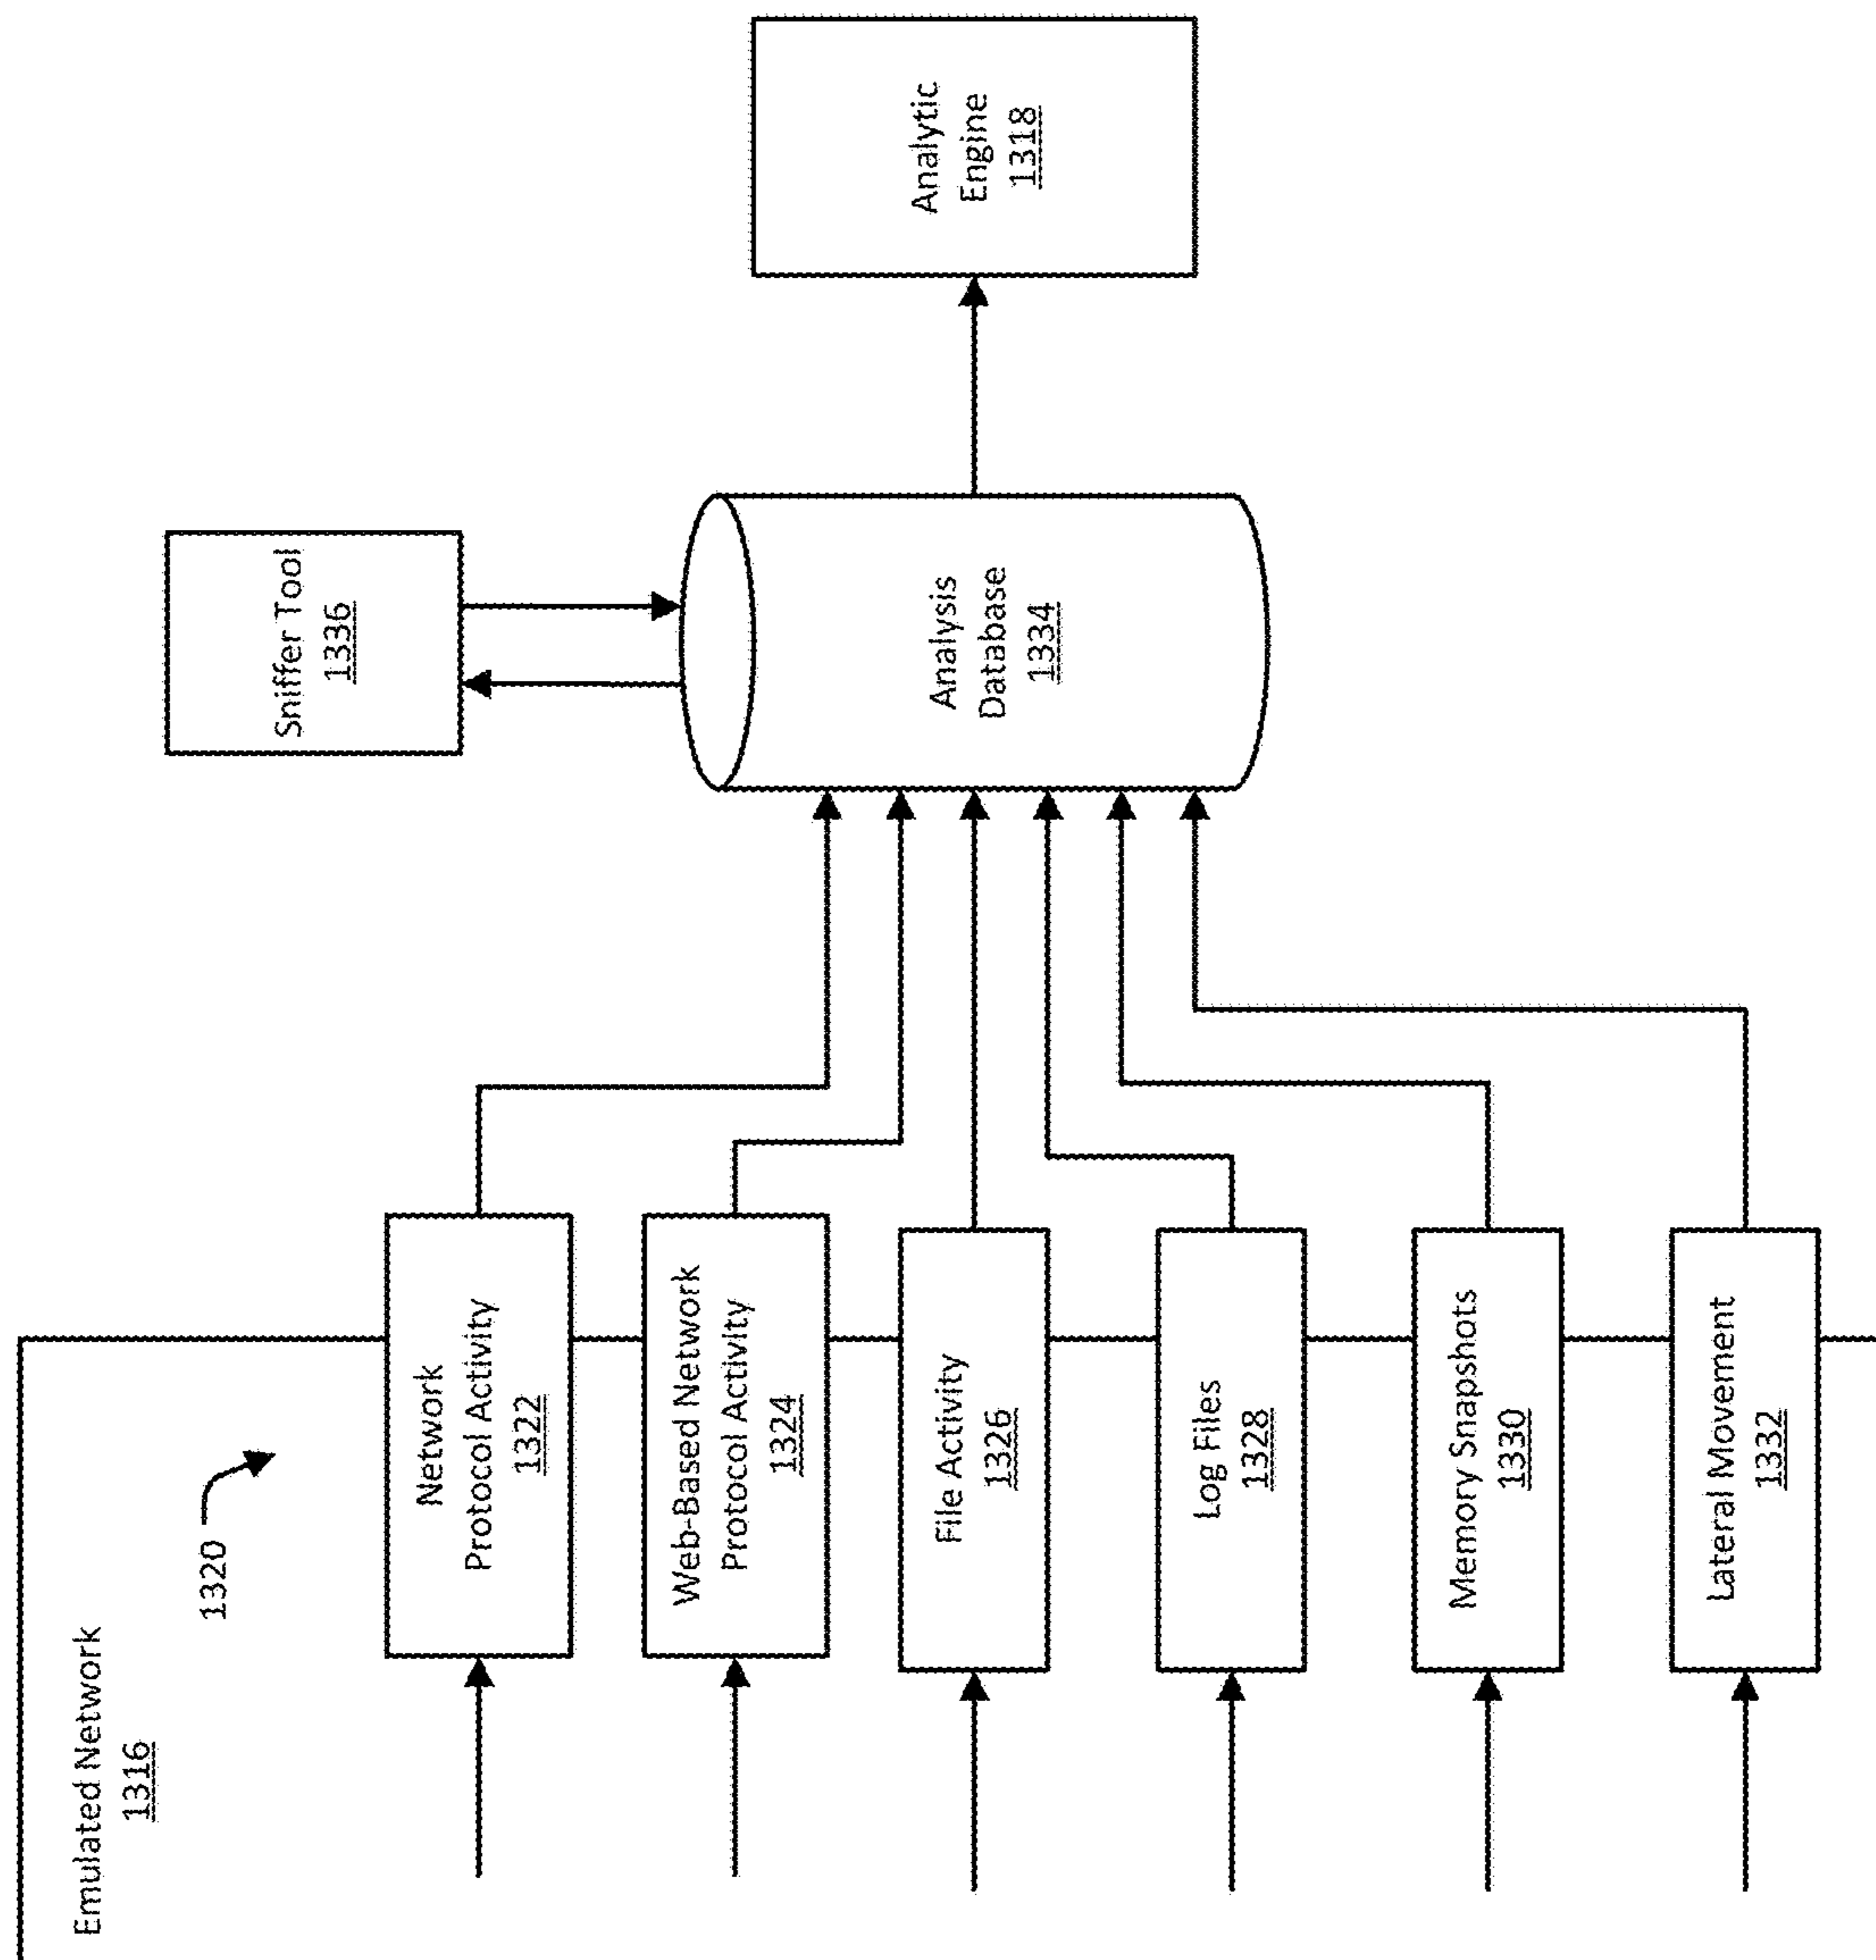 Emulated Network
1316
1320
Network
Protocol Activity
1322
Web-Based Network
Protocol Activity
1324
File Activity
1326
Log Files
1328
Memory Snapshots
1330
Lateral Movement
1332
Sniffer Tool
1336
Analysis
Database
1334
Analytic
Engine
1318